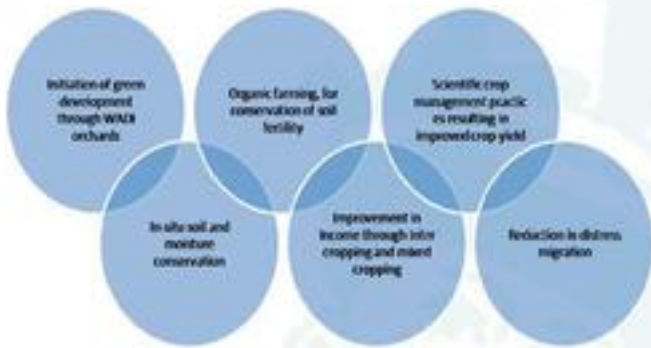 Initiation of green
development
through WADI
orchards
Organic farming, for
conservation of soil
fertility
Scientific crop
management practic
es resulting in
improved crop yield
In situ soil and
moisture
conservation
Improvement in
income through inter
cropping and mixed
cropping
Reduction in distress
migration